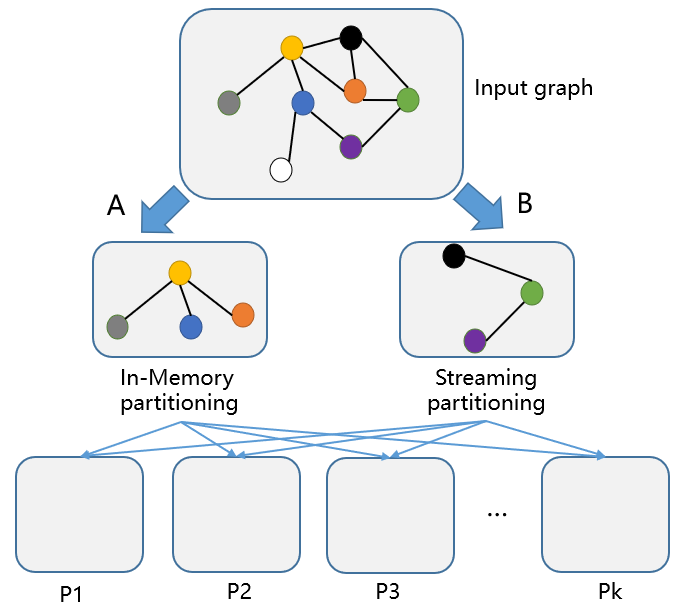 Input graph
A
B
In-Memory
partitioning
Streaming
partitioning
...
P1
P2
P3
Pk